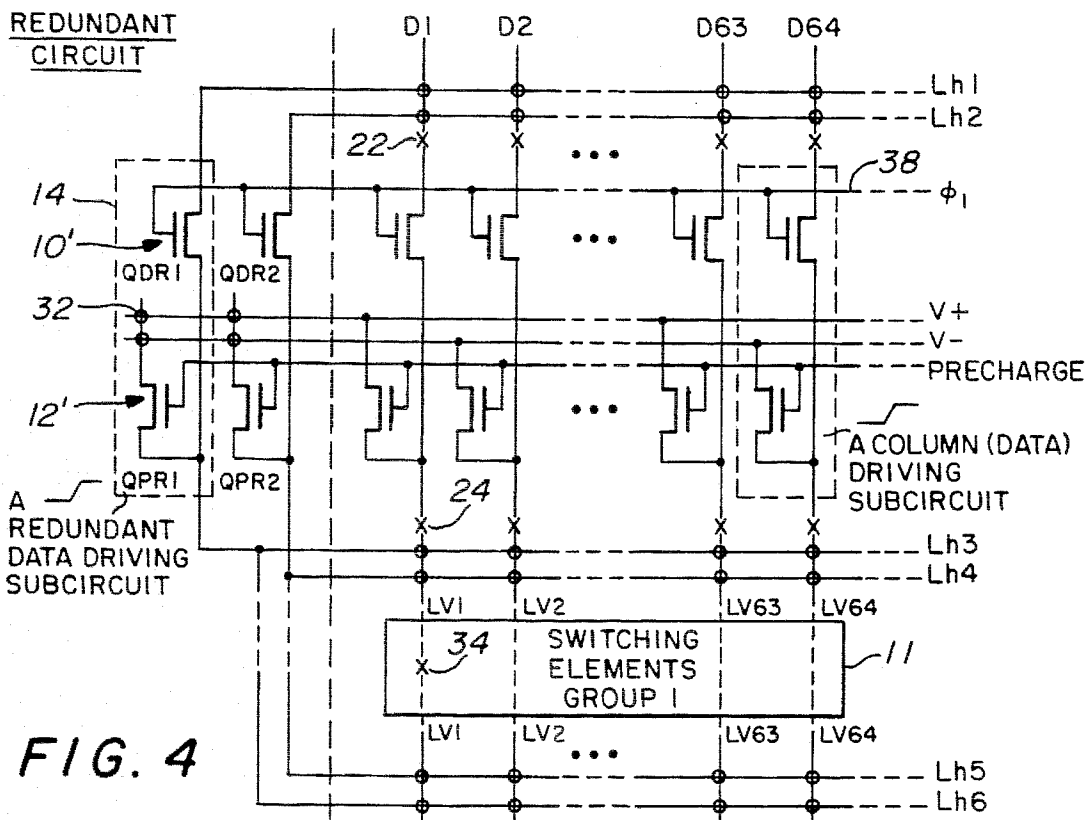 REDUNDANT
CIRCUIT
D1 D2 D63 D64
Lh1
Lh2
22
38
14
ϕ1
10'
QDR1 QDR2
32
V+
V-
PRECHARGE
12'
A COLUMN (DATA)
DRIVING
SUBCIRCUIT
QPR1 QPR2
A
REDUNDANT
DATA DRIVING
SUBCIRCUIT
24
Lh3
Lh4
LV1 LV2 LV63 LV64
SWITCHING
ELEMENTS
GROUP 1
34
11
LV1 LV2 LV63 LV64
FIG. 4
Lh5
Lh6